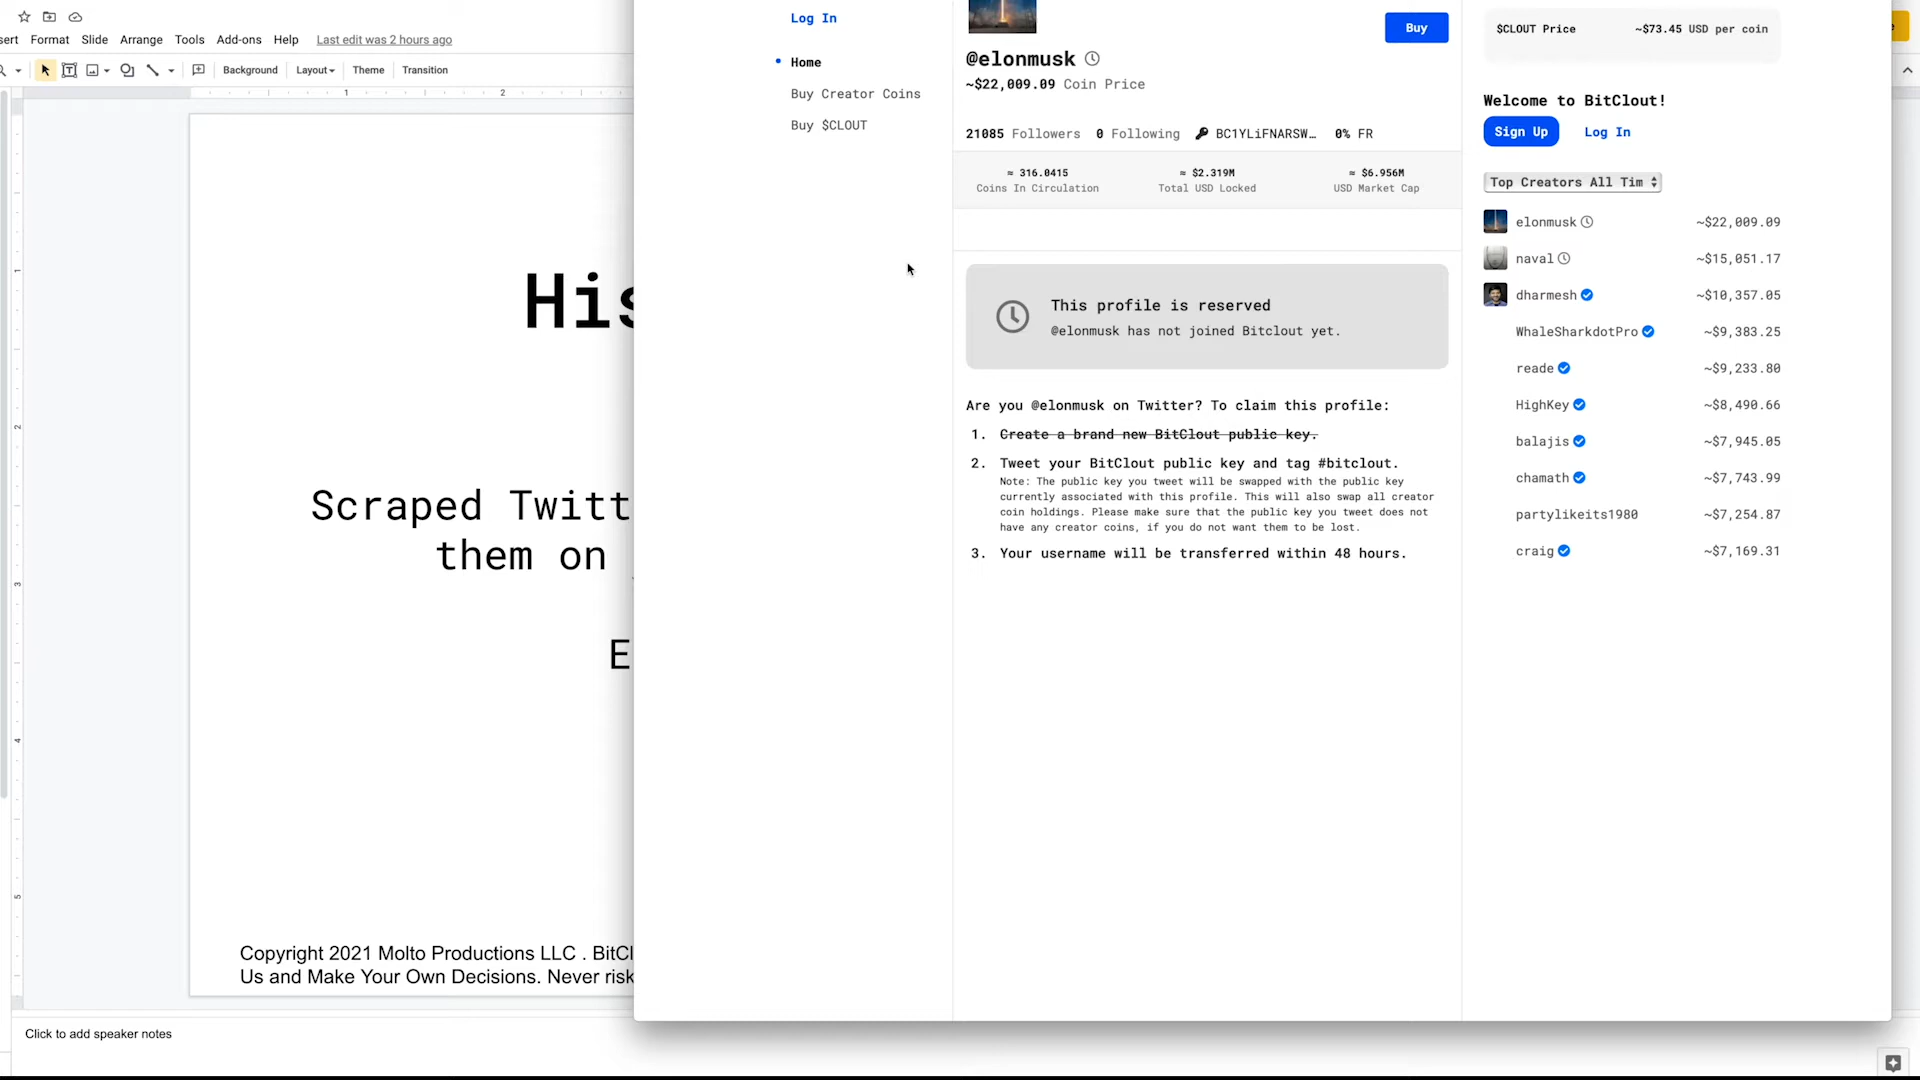 sert Format Slide Arrange Tools Add-ons Help Last edit was 2 hours ago
Background Layout Theme Transition
1 2
1
2
3
4
5
His
Scraped Twitt
them on
E
Copyright 2021 Molto Productions LLC . BitCl
Us and Make Your Own Decisions. Never risk
Click to add speaker notes
Log In
Home
Buy Creator Coins
Buy $CLOUT
Buy
@elonmusk
~$22,009.09 Coin Price
21085 Followers 0 Following BC1YLiFNARSW… 0% FR
≈ 316.0415 ≈ $2.319M ≈ $6.956M
Coins In Circulation Total USD Locked USD Market Cap
This profile is reserved
@elonmusk has not joined Bitclout yet.
Are you @elonmusk on Twitter? To claim this profile:
1. Create a brand new BitClout public key.
2. Tweet your BitClout public key and tag #bitclout.
Note: The public key you tweet will be swapped with the public key
currently associated with this profile. This will also swap all creator
coin holdings. Please make sure that the public key you tweet does not
have any creator coins, if you do not want them to be lost.
3. Your username will be transferred within 48 hours.
$CLOUT Price ~$73.45 USD per coin
Welcome to BitClout!
Sign Up Log In
Top Creators All Tim
elonmusk ~$22,009.09
naval ~$15,051.17
dharmesh ~$10,357.05
WhaleSharkdotPro ~$9,383.25
reade ~$9,233.80
HighKey ~$8,490.66
balajis ~$7,945.05
chamath ~$7,743.99
partylikeits1980 ~$7,254.87
craig ~$7,169.31